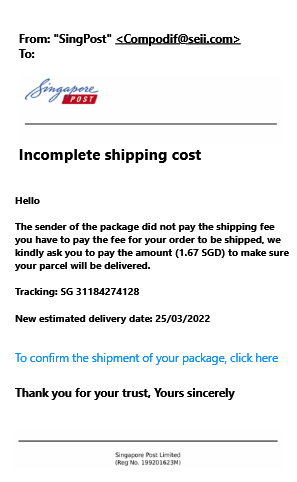 From: "SingPost" <Compodif@seii.com>
To:
Singapore
POST
Incomplete shipping cost
Hello
The sender of the package did not pay the shipping fee
you have to pay the fee for your order to be shipped, we
kindly ask you to pay the amount (1.67 SGD) to make sure
your parcel will be delivered.
Tracking: SG 31184274128
New estimated delivery date: 25/03/2022
To confirm the shipment of your package, click here
Thank you for your trust, Yours sincerely
Singapore Post Limited
(Reg No. 199201623M)